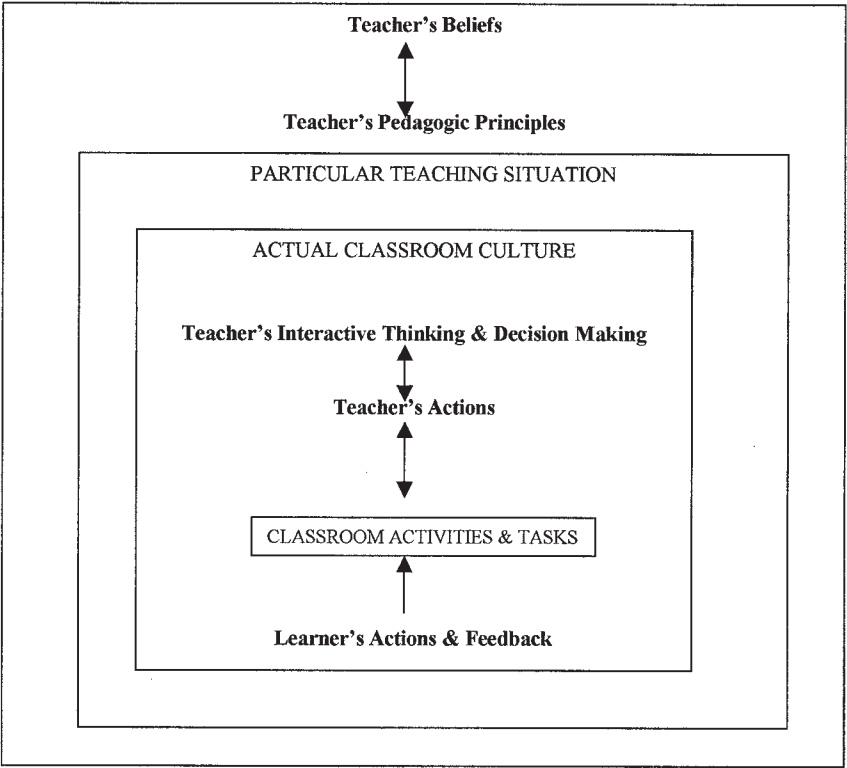 Teacher's Beliefs
Teacher's Pedagogic Principles
PARTICULAR TEACHING SITUATION
ACTUAL CLASSROOM CULTURE
Teacher's Interactive Thinking & Decision Making
Teacher's Actions
CLASSROOM ACTIVITIES & TASKS
Learner's Actions & Feedback